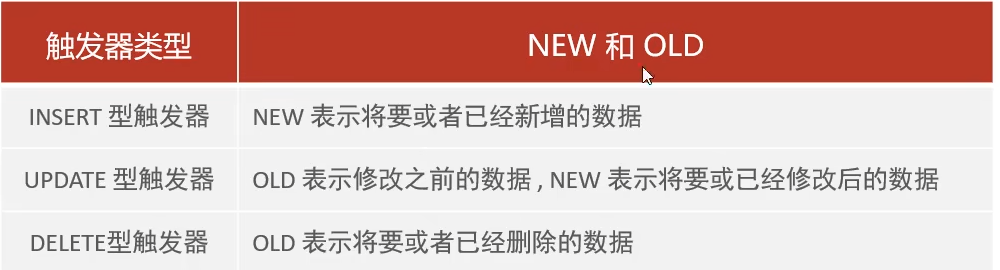 触发器类型 NEW 和 OLD
INSERT 型触发器 NEW 表示将要或者已经新增的数据
UPDATE 型触发器 OLD 表示修改之前的数据 , NEW 表示将要或已经修改后的数据
DELETE型触发器 OLD 表示将要或者已经删除的数据